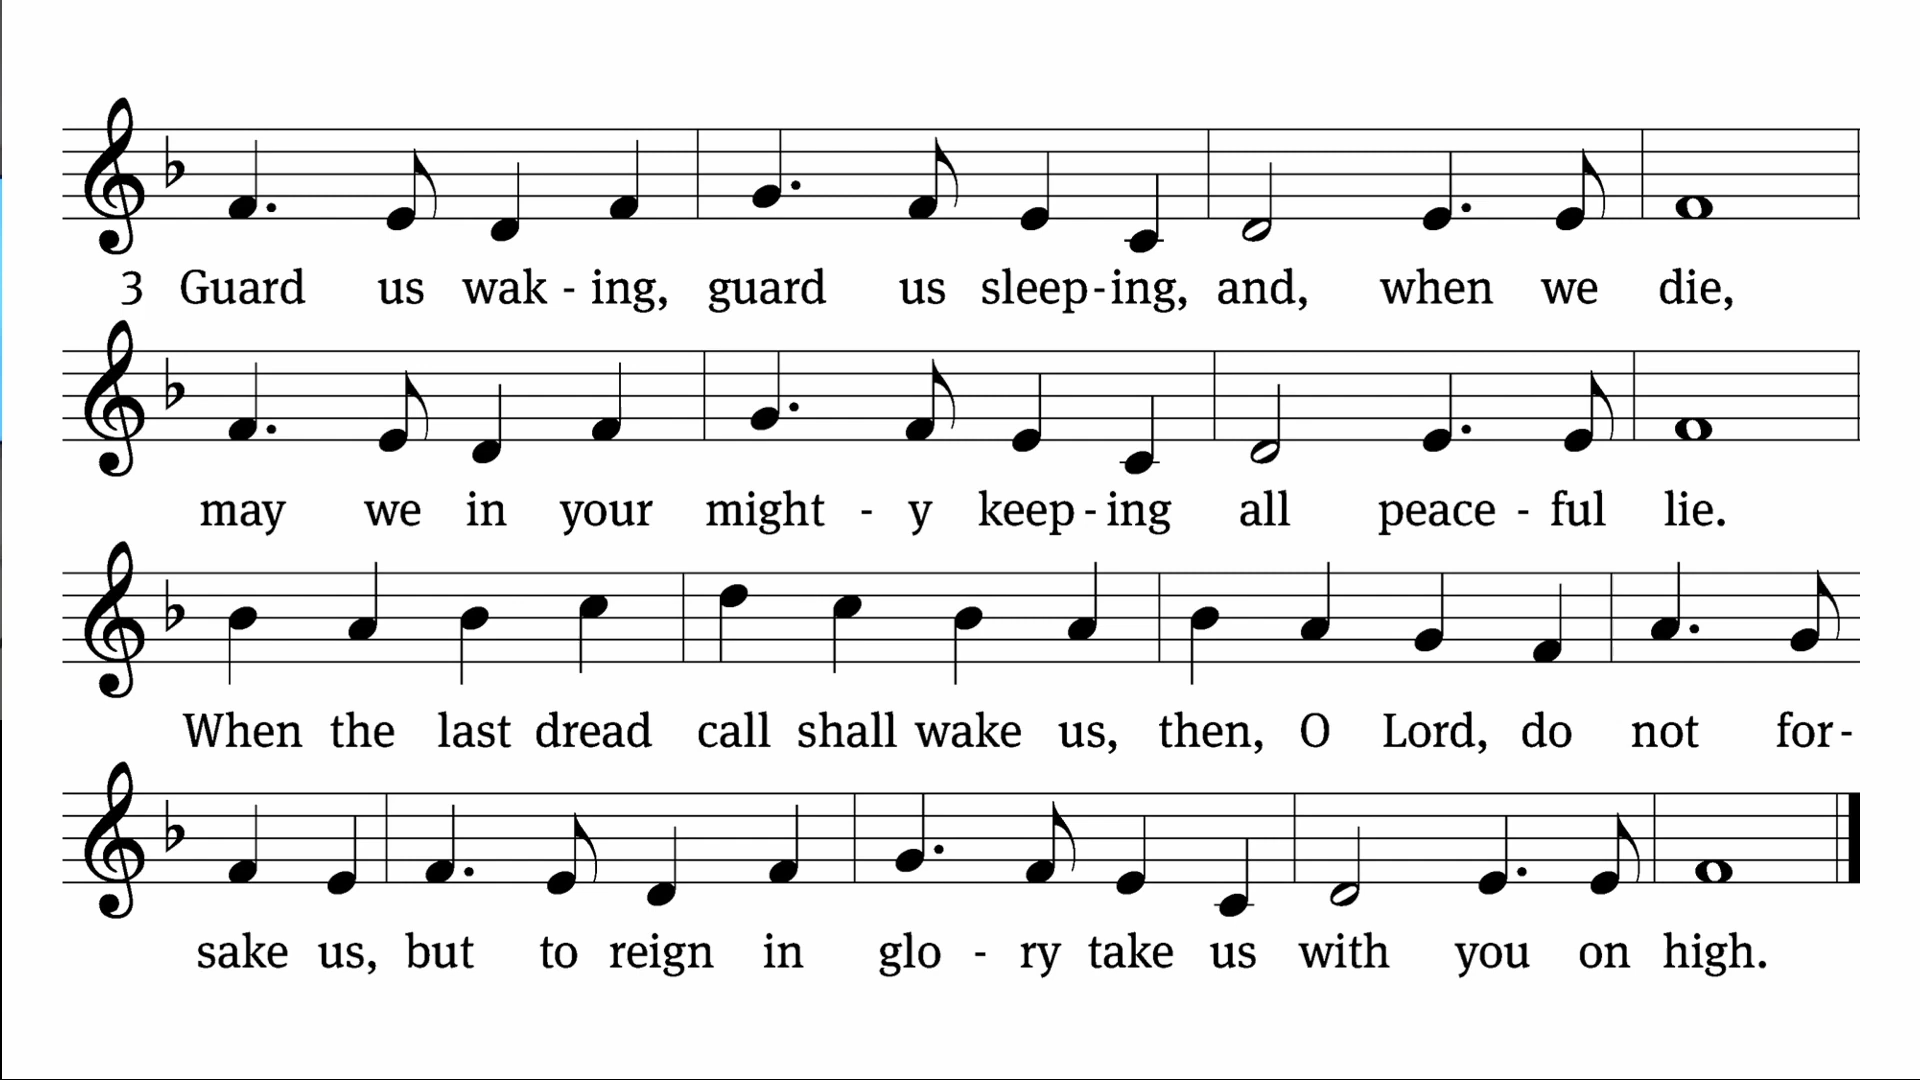 3 Guard us wak - ing, guard us sleep - ing, and, when we die,
may we in your might - y keep - ing all peace - ful lie.
When the last dread call shall wake us, then, O Lord, do not for -
sake us, but to reign in glo - ry take us with you on high.